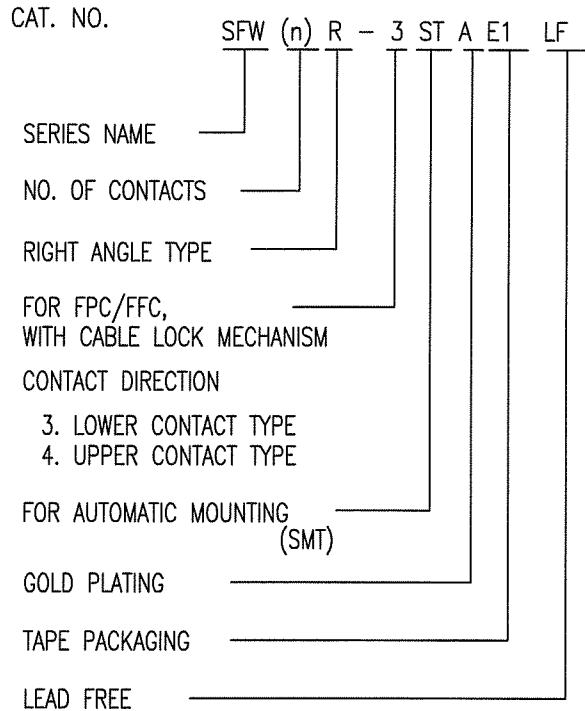 CAT. NO.
SFW (n) R - 3 ST A E1 LF
SERIES NAME
NO. OF CONTACTS
RIGHT ANGLE TYPE
FOR FPC/FFC,
WITH CABLE LOCK MECHANISM
CONTACT DIRECTION
3. LOWER CONTACT TYPE
4. UPPER CONTACT TYPE
FOR AUTOMATIC MOUNTING
(SMT)
GOLD PLATING
TAPE PACKAGING
LEAD FREE